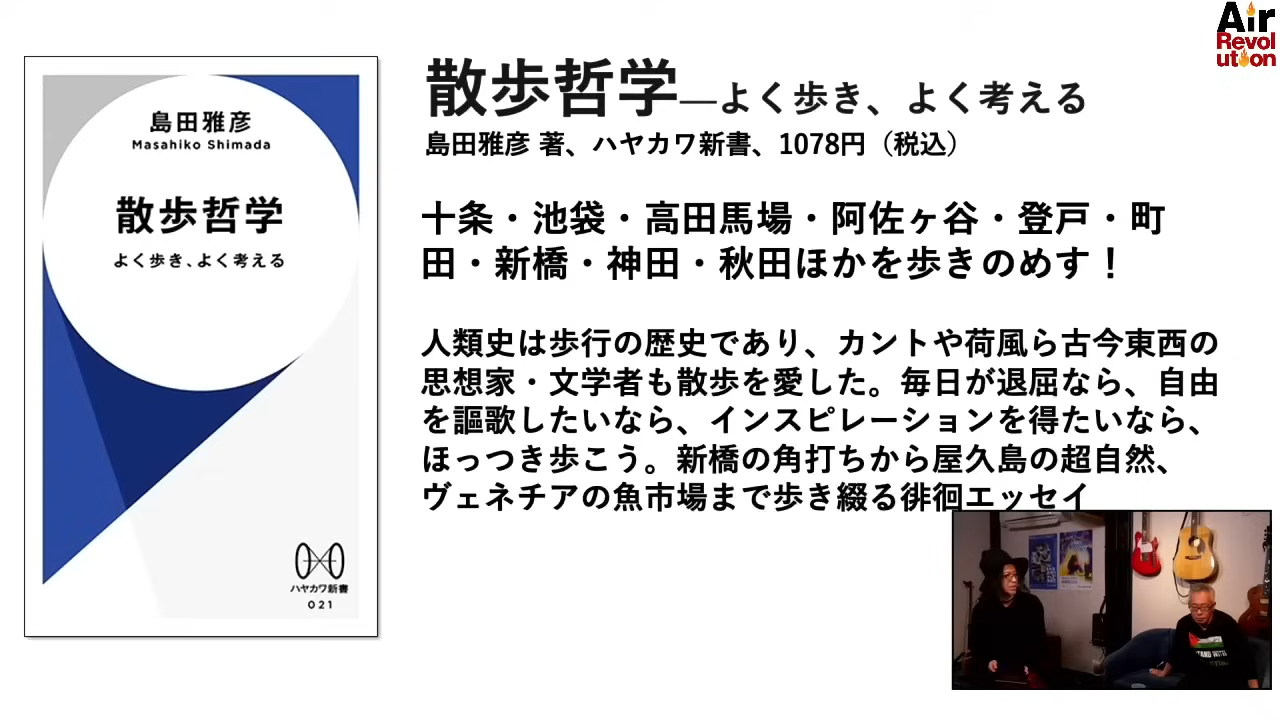 Air
Revol
ution
島田雅彦
Masahiko Shimada
散歩哲学
よく歩き、よく考える
ハヤカワ新書
021
散歩哲学―よく歩き、よく考える
島田雅彦 著、ハヤカワ新書、1078円（税込）
十条・池袋・高田馬場・阿佐ヶ谷・登戸・町
田・新橋・神田・秋田ほかを歩きのめす！
人類史は歩行の歴史であり、カントや荷風ら古今東西の
思想家・文学者も散歩を愛した。毎日が退屈なら、自由
を謳歌したいなら、インスピレーションを得たいなら、
ほっつき歩こう。新橋の角打ちから屋久島の超自然、
ヴェネチアの魚市場まで歩き綴る徘徊エッセイ